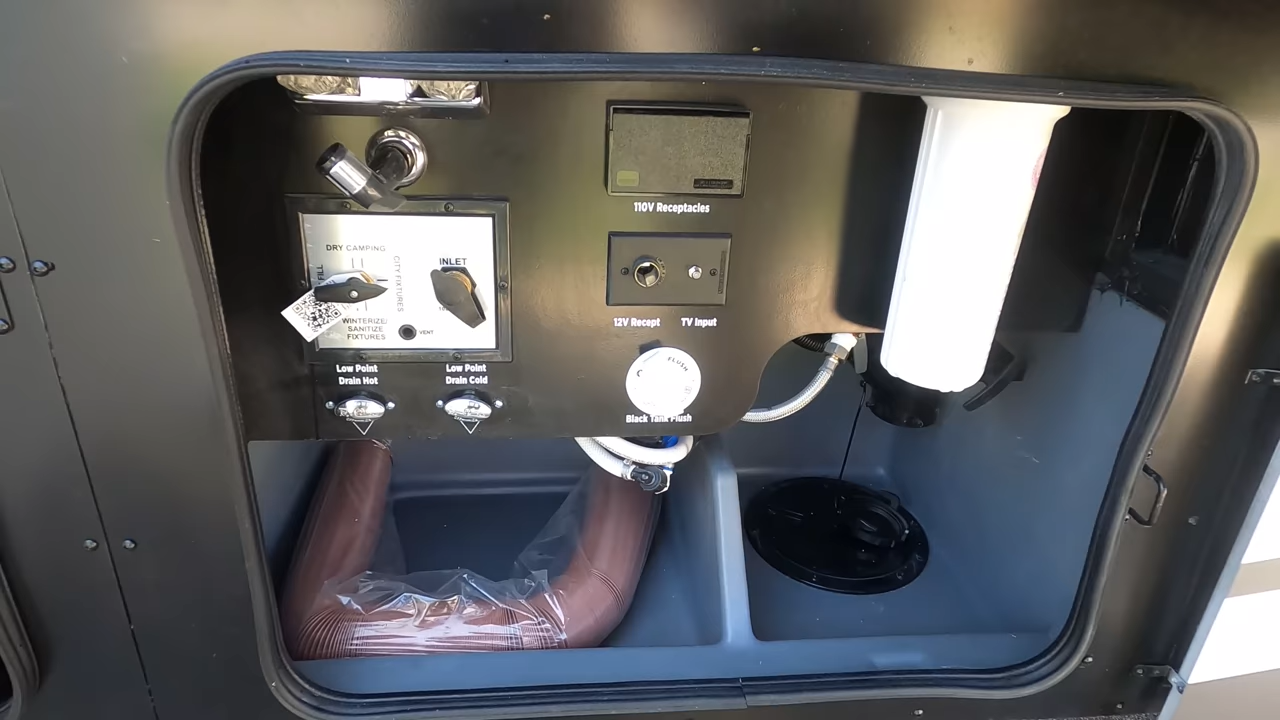 110V Receptacles
DRY CAMPING
FILL
CITY FIXTURES
INLET
WINTERIZE/
SANITIZE
FIXTURES
VENT
12V Recept
TV Input
Low Point
Drain Hot
Low Point
Drain Cold
FLUSH
Black Tank Flush